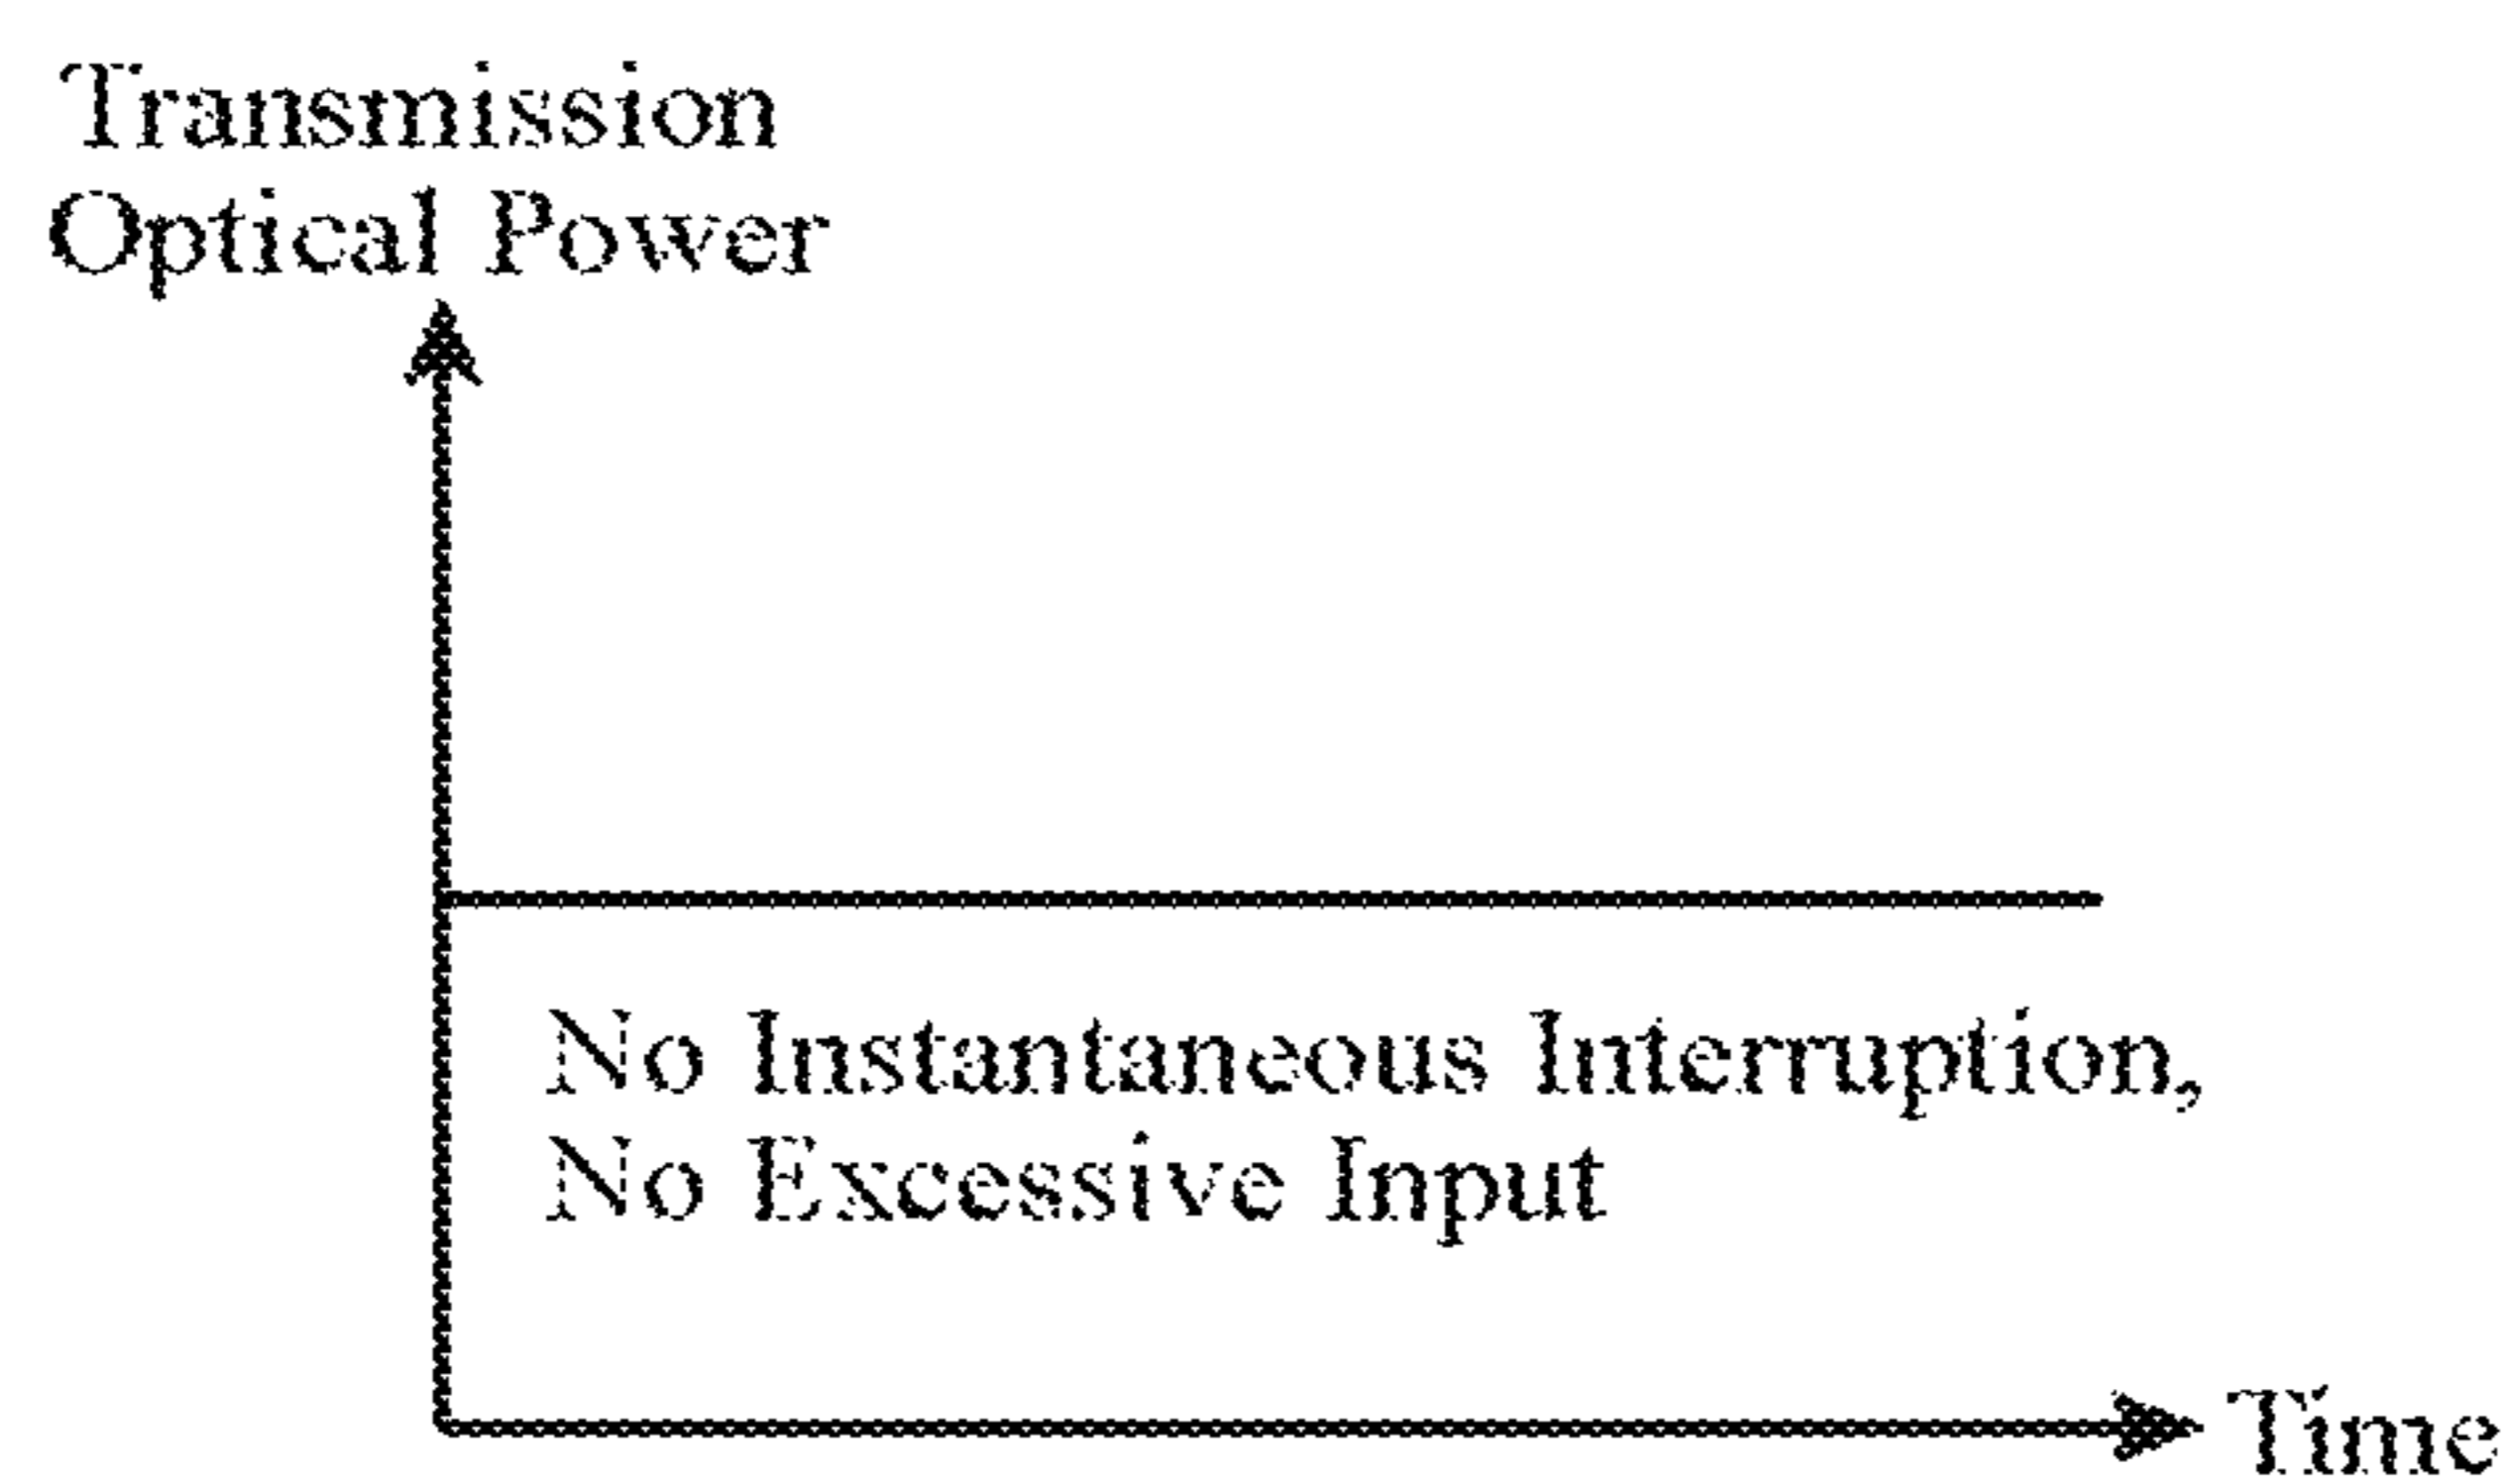 Transmission
Optical Power
No Instantaneous Interruption,
No Excessive Input
Time